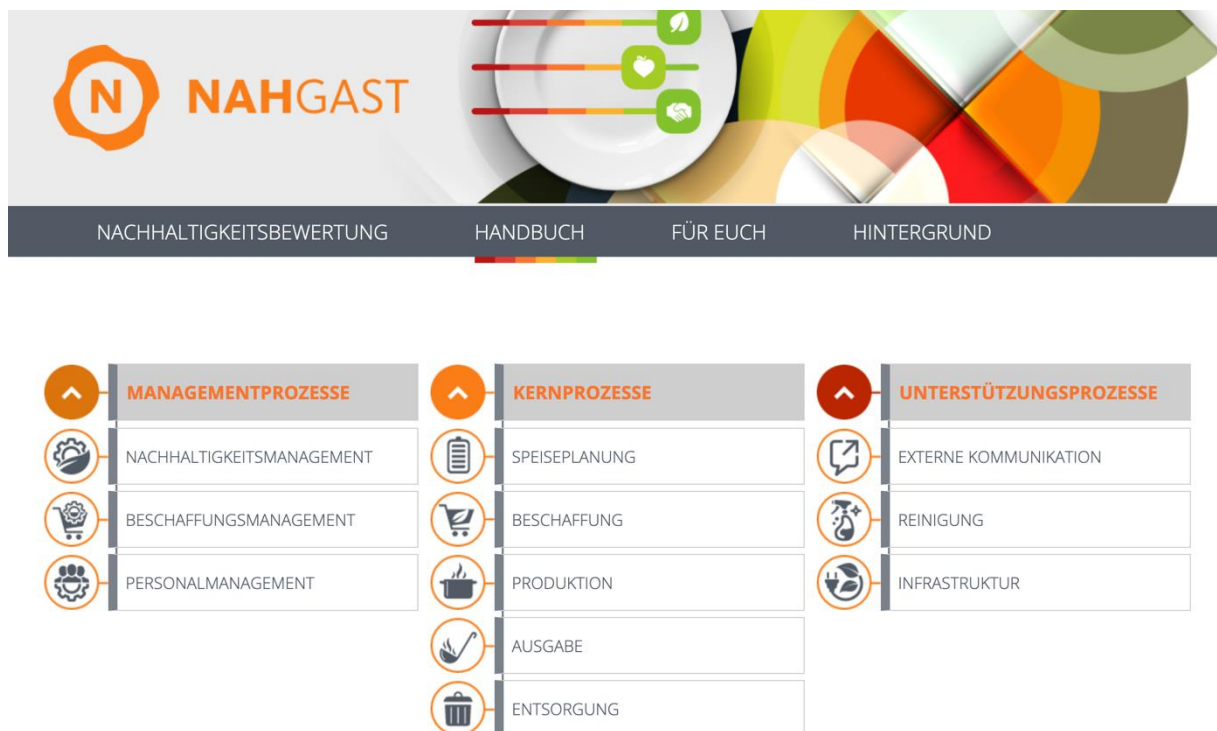 N NAHGAST
NACHHALTIGKEITSBEWERTUNG HANDBUCH FÜR EUCH HINTERGRUND
MANAGEMENTPROZESSE
NACHHALTIGKEITSMANAGEMENT
BESCHAFFUNGSMANAGEMENT
PERSONALMANAGEMENT
KERNPROZESSE
SPEISEPLANUNG
BESCHAFFUNG
PRODUKTION
AUSGABE
ENTSORGUNG
UNTERSTÜTZUNGSPROZESSE
EXTERNE KOMMUNIKATION
REINIGUNG
INFRASTRUKTUR